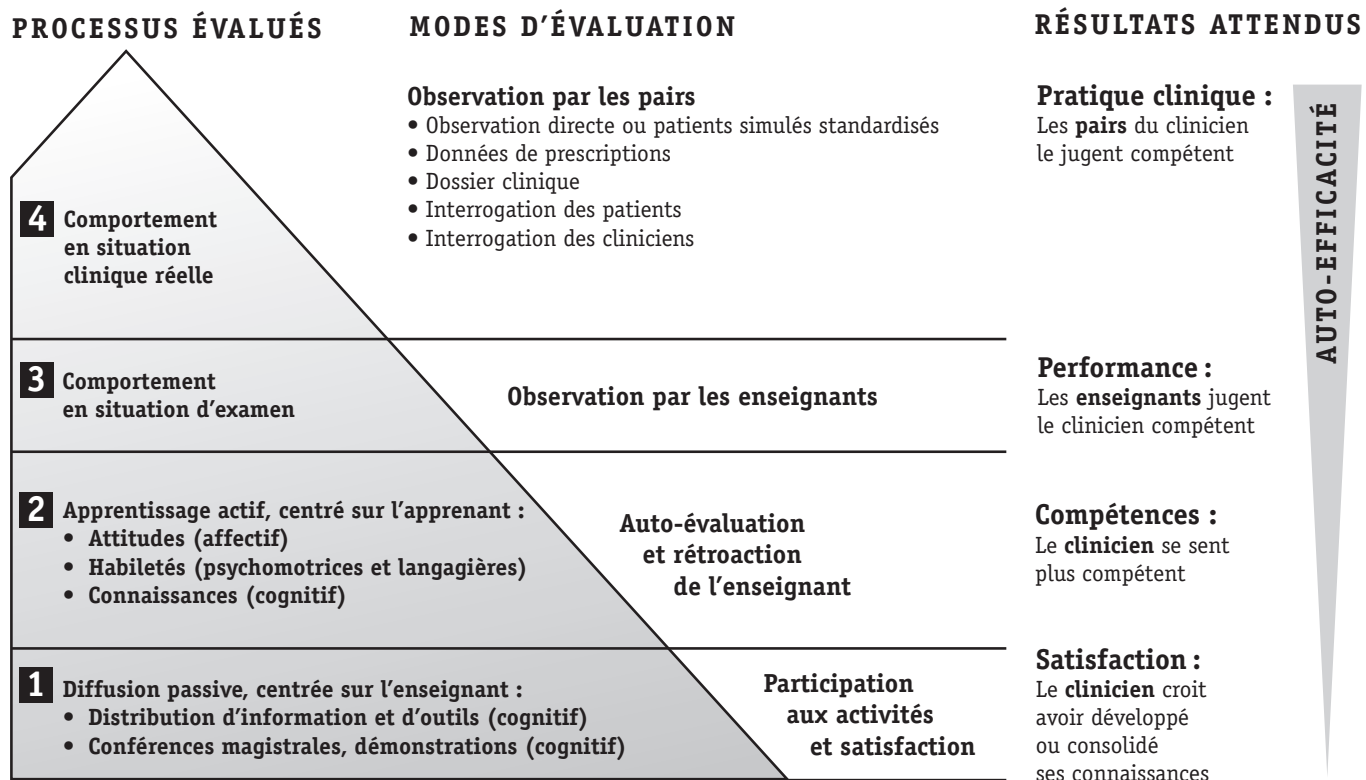 PROCESSUS ÉVALUÉS
MODES D'ÉVALUATION
RÉSULTATS ATTENDUS
4 Comportement
en situation
clinique réelle
Observation par les pairs
• Observation directe ou patients simulés standardisés
• Données de prescriptions
• Dossier clinique
• Interrogation des patients
• Interrogation des cliniciens
Pratique clinique :
Les pairs du clinicien
le jugent compétent
AUTO-EFFICACITÉ
3 Comportement
en situation d'examen
Observation par les enseignants
Performance :
Les enseignants jugent
le clinicien compétent
2 Apprentissage actif, centré sur l'apprenant :
• Attitudes (affectif)
• Habiletés (psychomotrices et langagières)
• Connaissances (cognitif)
Auto-évaluation
et rétroaction
de l'enseignant
Compétences :
Le clinicien se sent
plus compétent
1 Diffusion passive, centrée sur l'enseignant :
• Distribution d'information et d'outils (cognitif)
• Conférences magistrales, démonstrations (cognitif)
Participation
aux activités
et satisfaction
Satisfaction :
Le clinicien croit
avoir développé
ou consolidé
ses connaissances